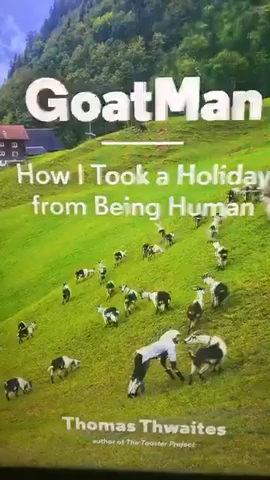 GoatMan
How I Took a Holiday
from Being Human
Thomas Thwaites
author of The Toaster Project